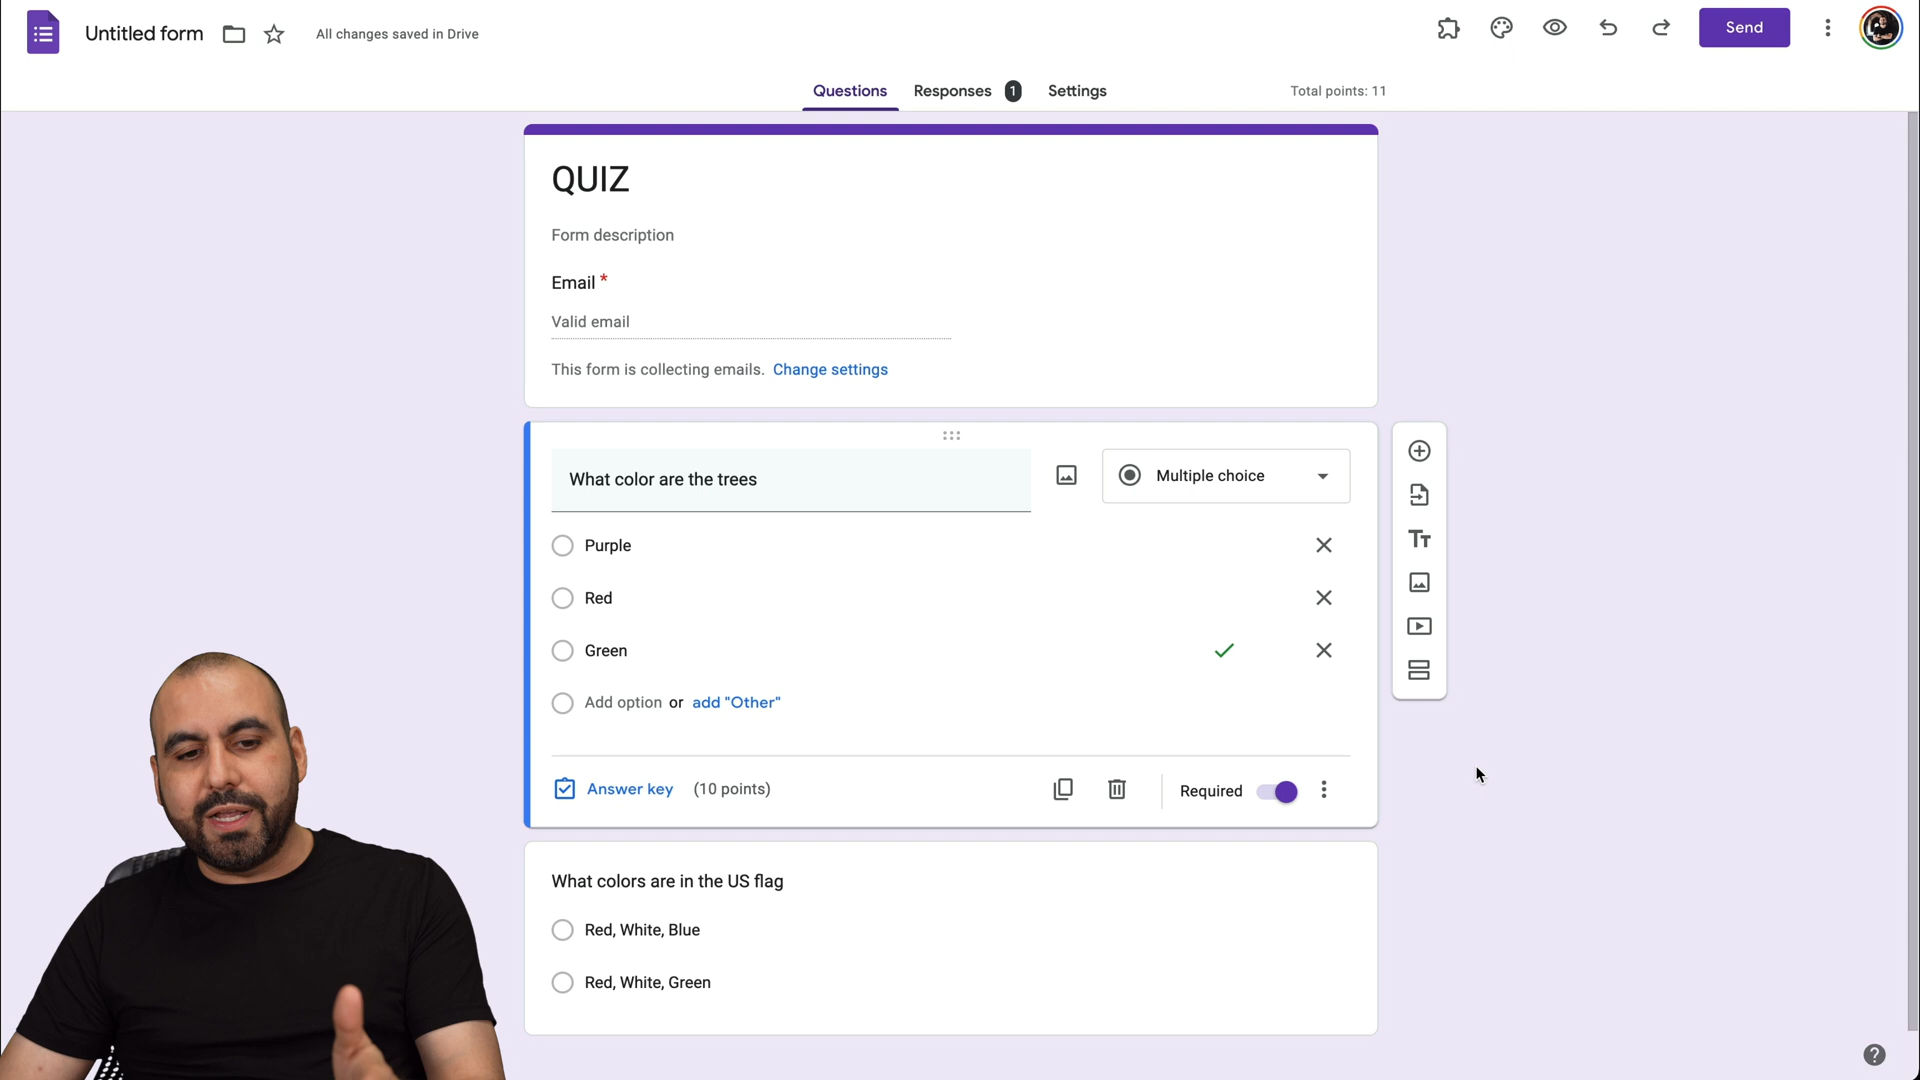 Untitled form
All changes saved in Drive
Send
Questions
Responses 1
Settings
Total points: 11
QUIZ
Form description
Email *
Valid email
This form is collecting emails. Change settings
What color are the trees
Multiple choice
Purple
Red
Green
Add option or add "Other"
Answer key (10 points)
Required
Tт
What colors are in the US flag
Red, White, Blue
Red, White, Green
?